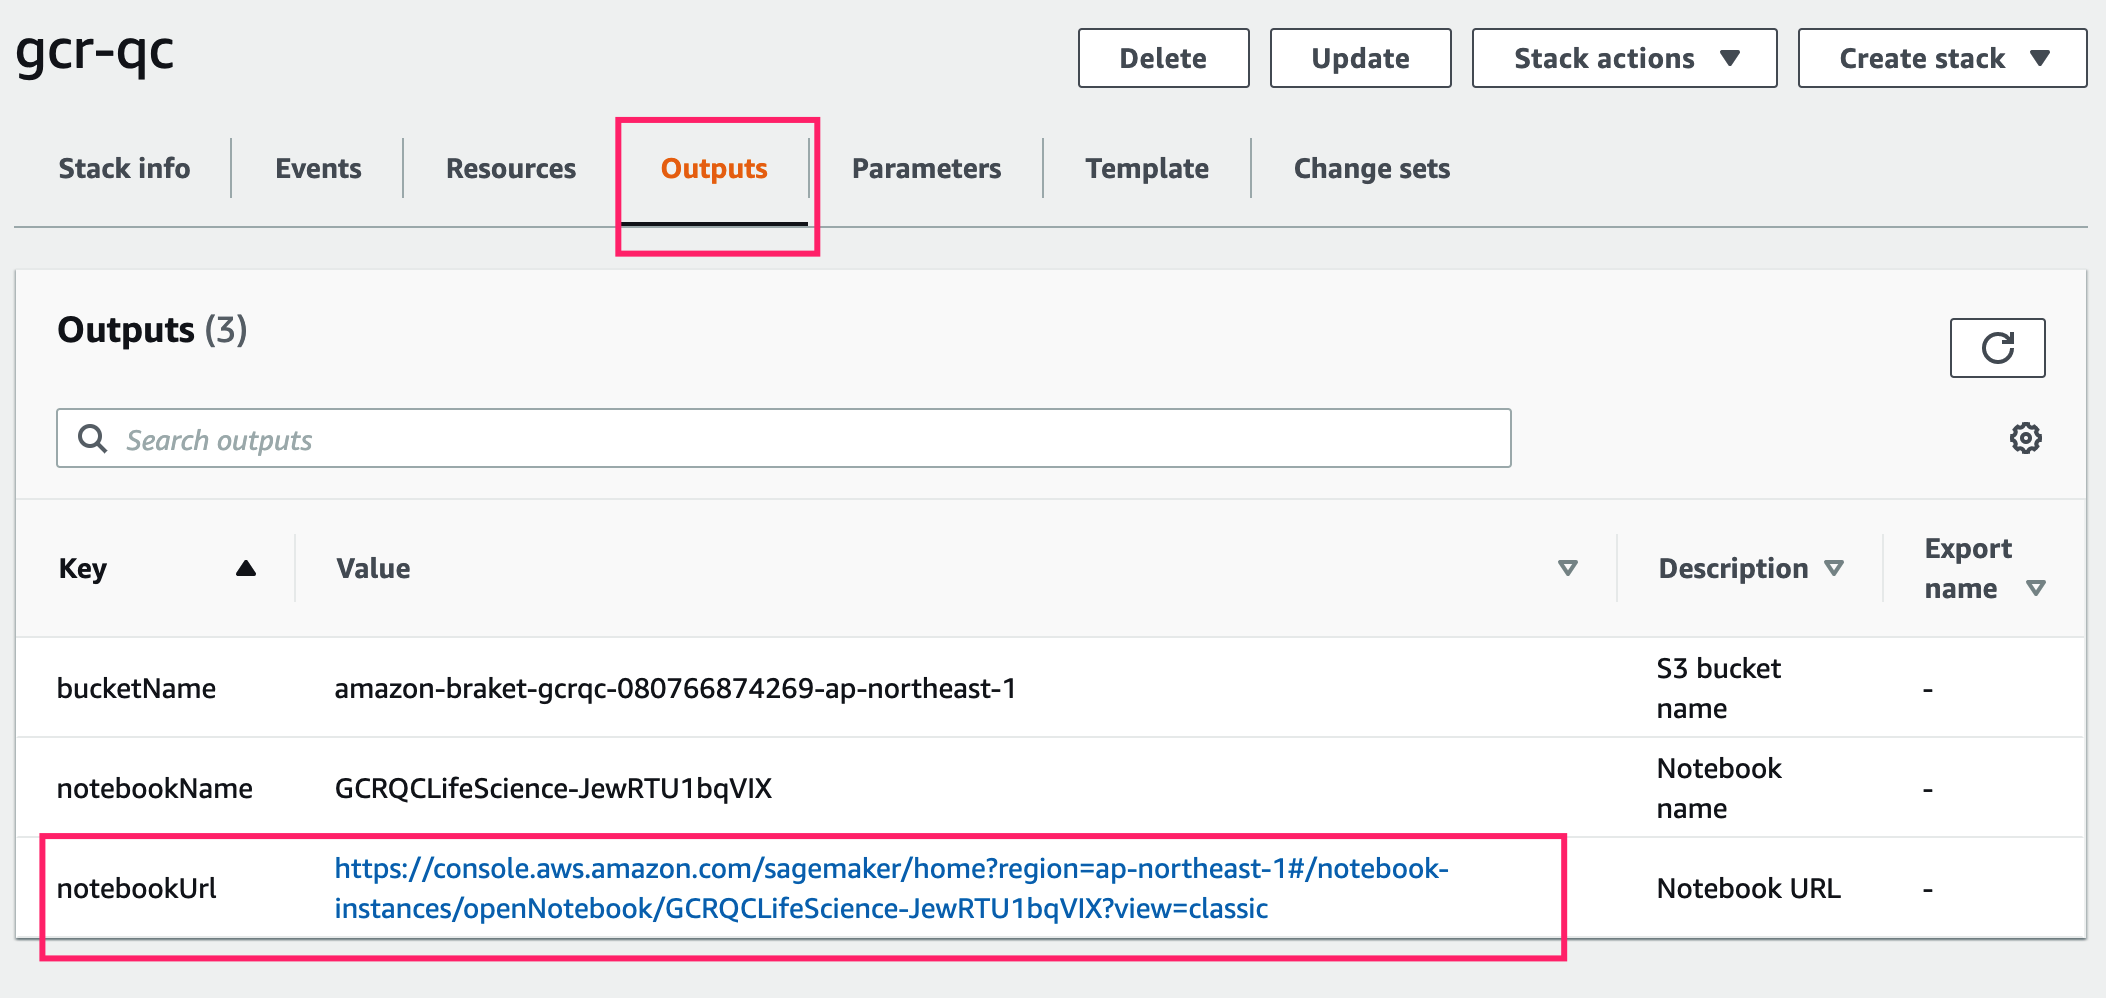 gcr-qc
Delete
Update
Stack actions
Create stack
Stack info
Events
Resources
Outputs
Parameters
Template
Change sets
Outputs (3)
Search outputs
Key
Value
Description
Export
name
bucketName
amazon-braket-gcrqc-080766874269-ap-northeast-1
S3 bucket
name
-
notebookName
GCRQCLifeScience-JewRTU1bqVIX
Notebook
name
-
notebookUrl
https://console.aws.amazon.com/sagemaker/home?region=ap-northeast-1#/notebook-
instances/openNotebook/GCRQCLifeScience-JewRTU1bqVIX?view=classic
Notebook URL
-